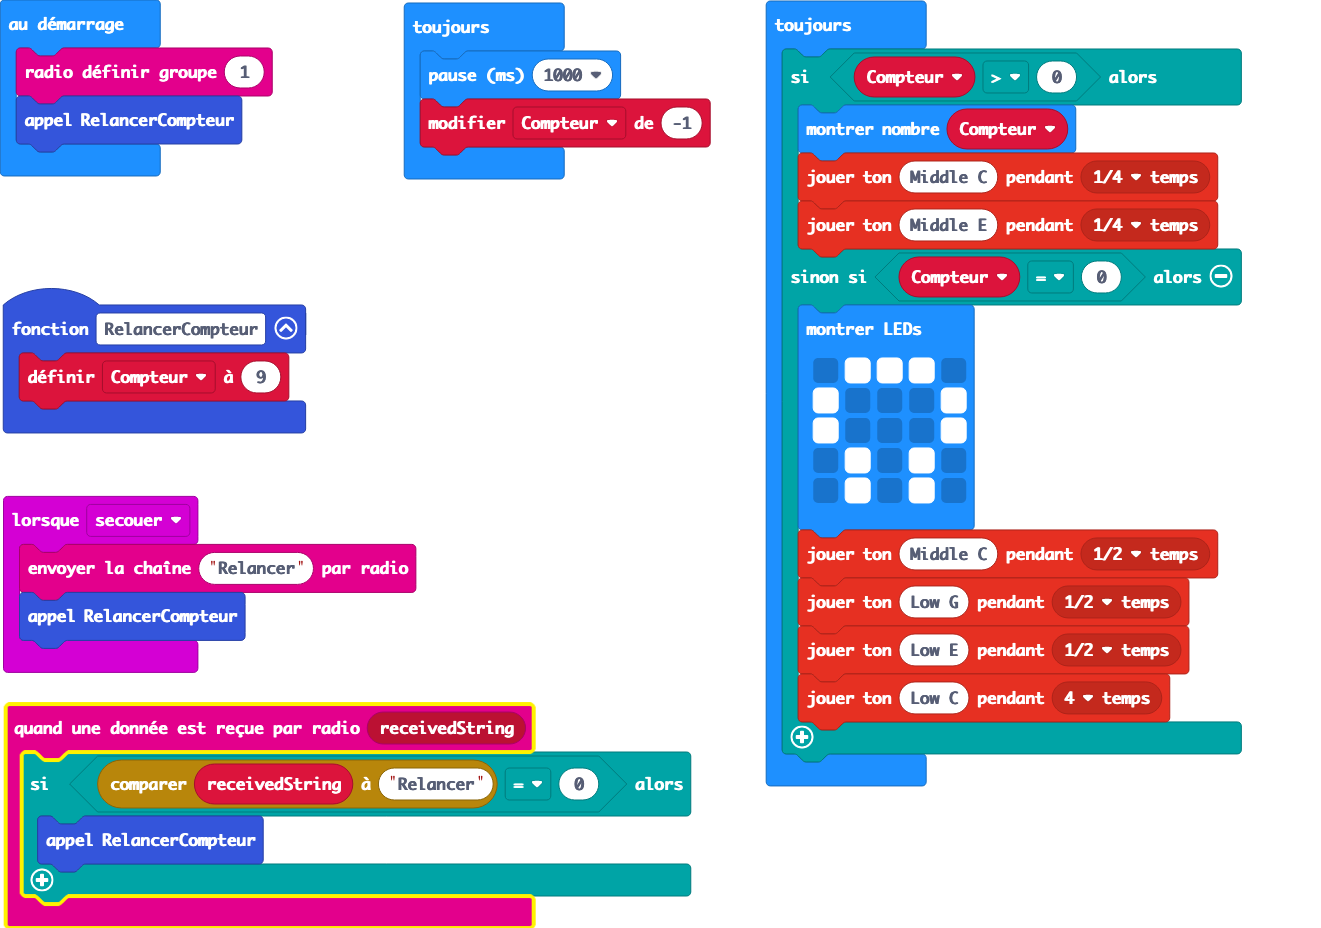 au démarrage
radio définir groupe 1
appel RelancerCompteur
toujours
pause (ms) 1000
modifier Compteur de -1
toujours
si Compteur > 0 alors
montrer nombre Compteur
jouer ton Middle C pendant 1/4 temps
jouer ton Middle E pendant 1/4 temps
sinon si Compteur = 0 alors
montrer LEDs
jouer ton Middle C pendant 1/2 temps
jouer ton Low G pendant 1/2 temps
jouer ton Low E pendant 1/2 temps
jouer ton Low C pendant 4 temps
fonction RelancerCompteur
définir Compteur à 9
lorsque secouer
envoyer la chaîne "Relancer" par radio
appel RelancerCompteur
quand une donnée est reçue par radio receivedString
si comparer receivedString à "Relancer" = 0 alors
appel RelancerCompteur